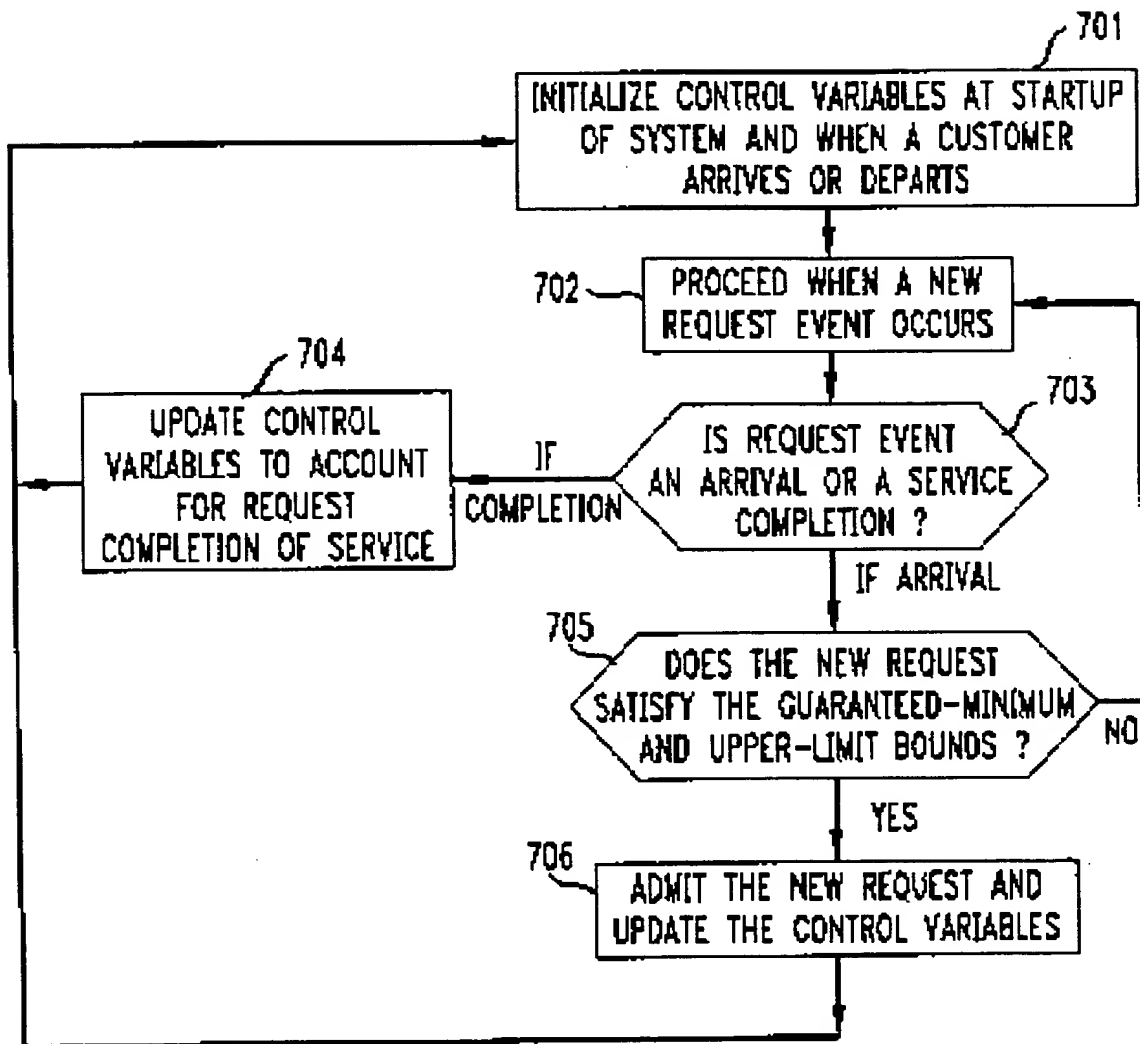 701
INITIALIZE CONTROL VARIABLES AT STARTUP
OF SYSTEM AND WHEN A CUSTOMER
ARRIVES OR DEPARTS
702
PROCEED WHEN A NEW
REQUEST EVENT OCCURS
704
UPDATE CONTROL
VARIABLES TO ACCOUNT
FOR REQUEST
COMPLETION OF SERVICE
IF
COMPLETION
703
IS REQUEST EVENT
AN ARRIVAL OR A SERVICE
COMPLETION ?
IF ARRIVAL
705
DOES THE NEW REQUEST
SATISFY THE GUARANTEED-MINIMUM
AND UPPER-LIMIT BOUNDS ?
NO
YES
706
ADMIT THE NEW REQUEST AND
UPDATE THE CONTROL VARIABLES